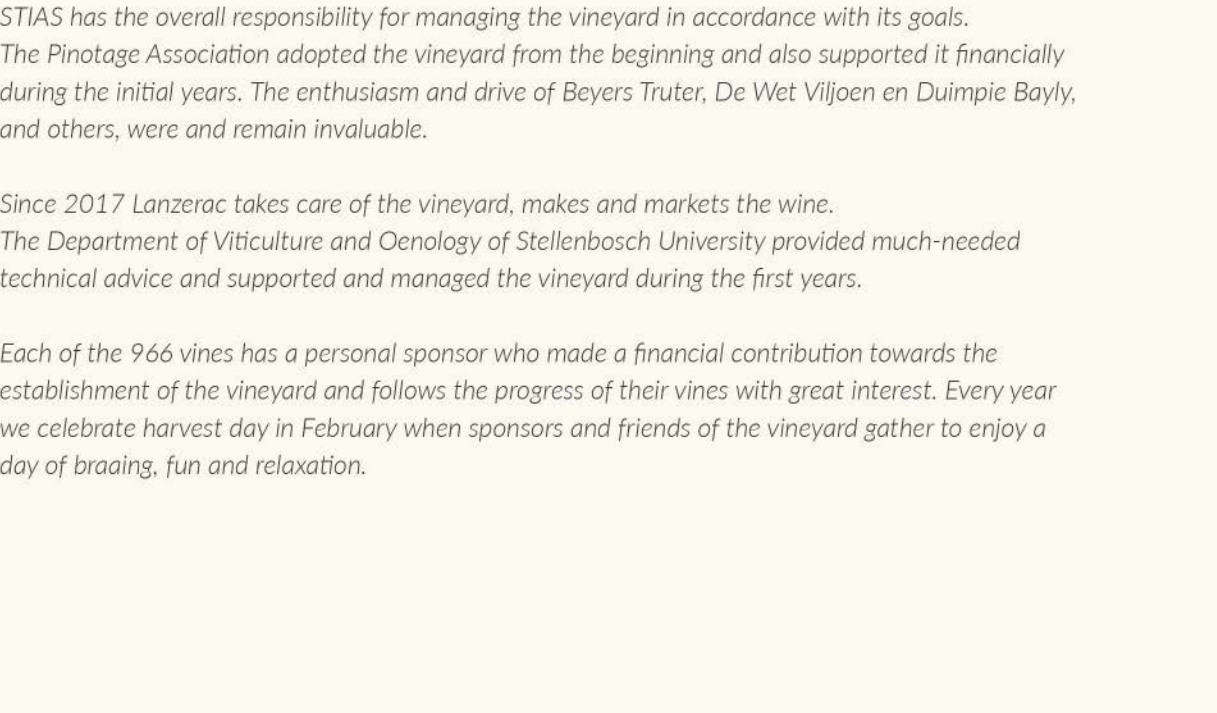 STIAS has the overall responsibility for managing the vineyard in accordance with its goals.
The Pinotage Association adopted the vineyard from the beginning and also supported it financially
during the initial years. The enthusiasm and drive of Beyers Truter, De Wet Viljoen en Duimpie Bayly,
and others, were and remain invaluable.
Since 2017 Lanzerac takes care of the vineyard, makes and markets the wine.
The Department of Viticulture and Oenology of Stellenbosch University provided much-needed
technical advice and supported and managed the vineyard during the first years.
Each of the 966 vines has a personal sponsor who made a financial contribution towards the
establishment of the vineyard and follows the progress of their vines with great interest. Every year
we celebrate harvest day in February when sponsors and friends of the vineyard gather to enjoy a
day of braaing, fun and relaxation.